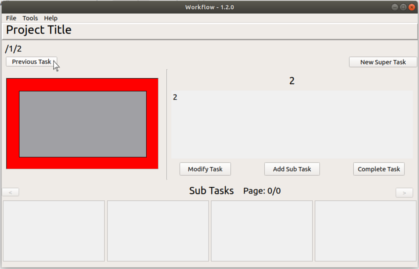 Workflow - 1.2.0
File Tools Help
Project Title
/1/2
Previous Task
New Super Task
2
2
Modify Task
Add Sub Task
Complete Task
Sub Tasks Page: 0/0